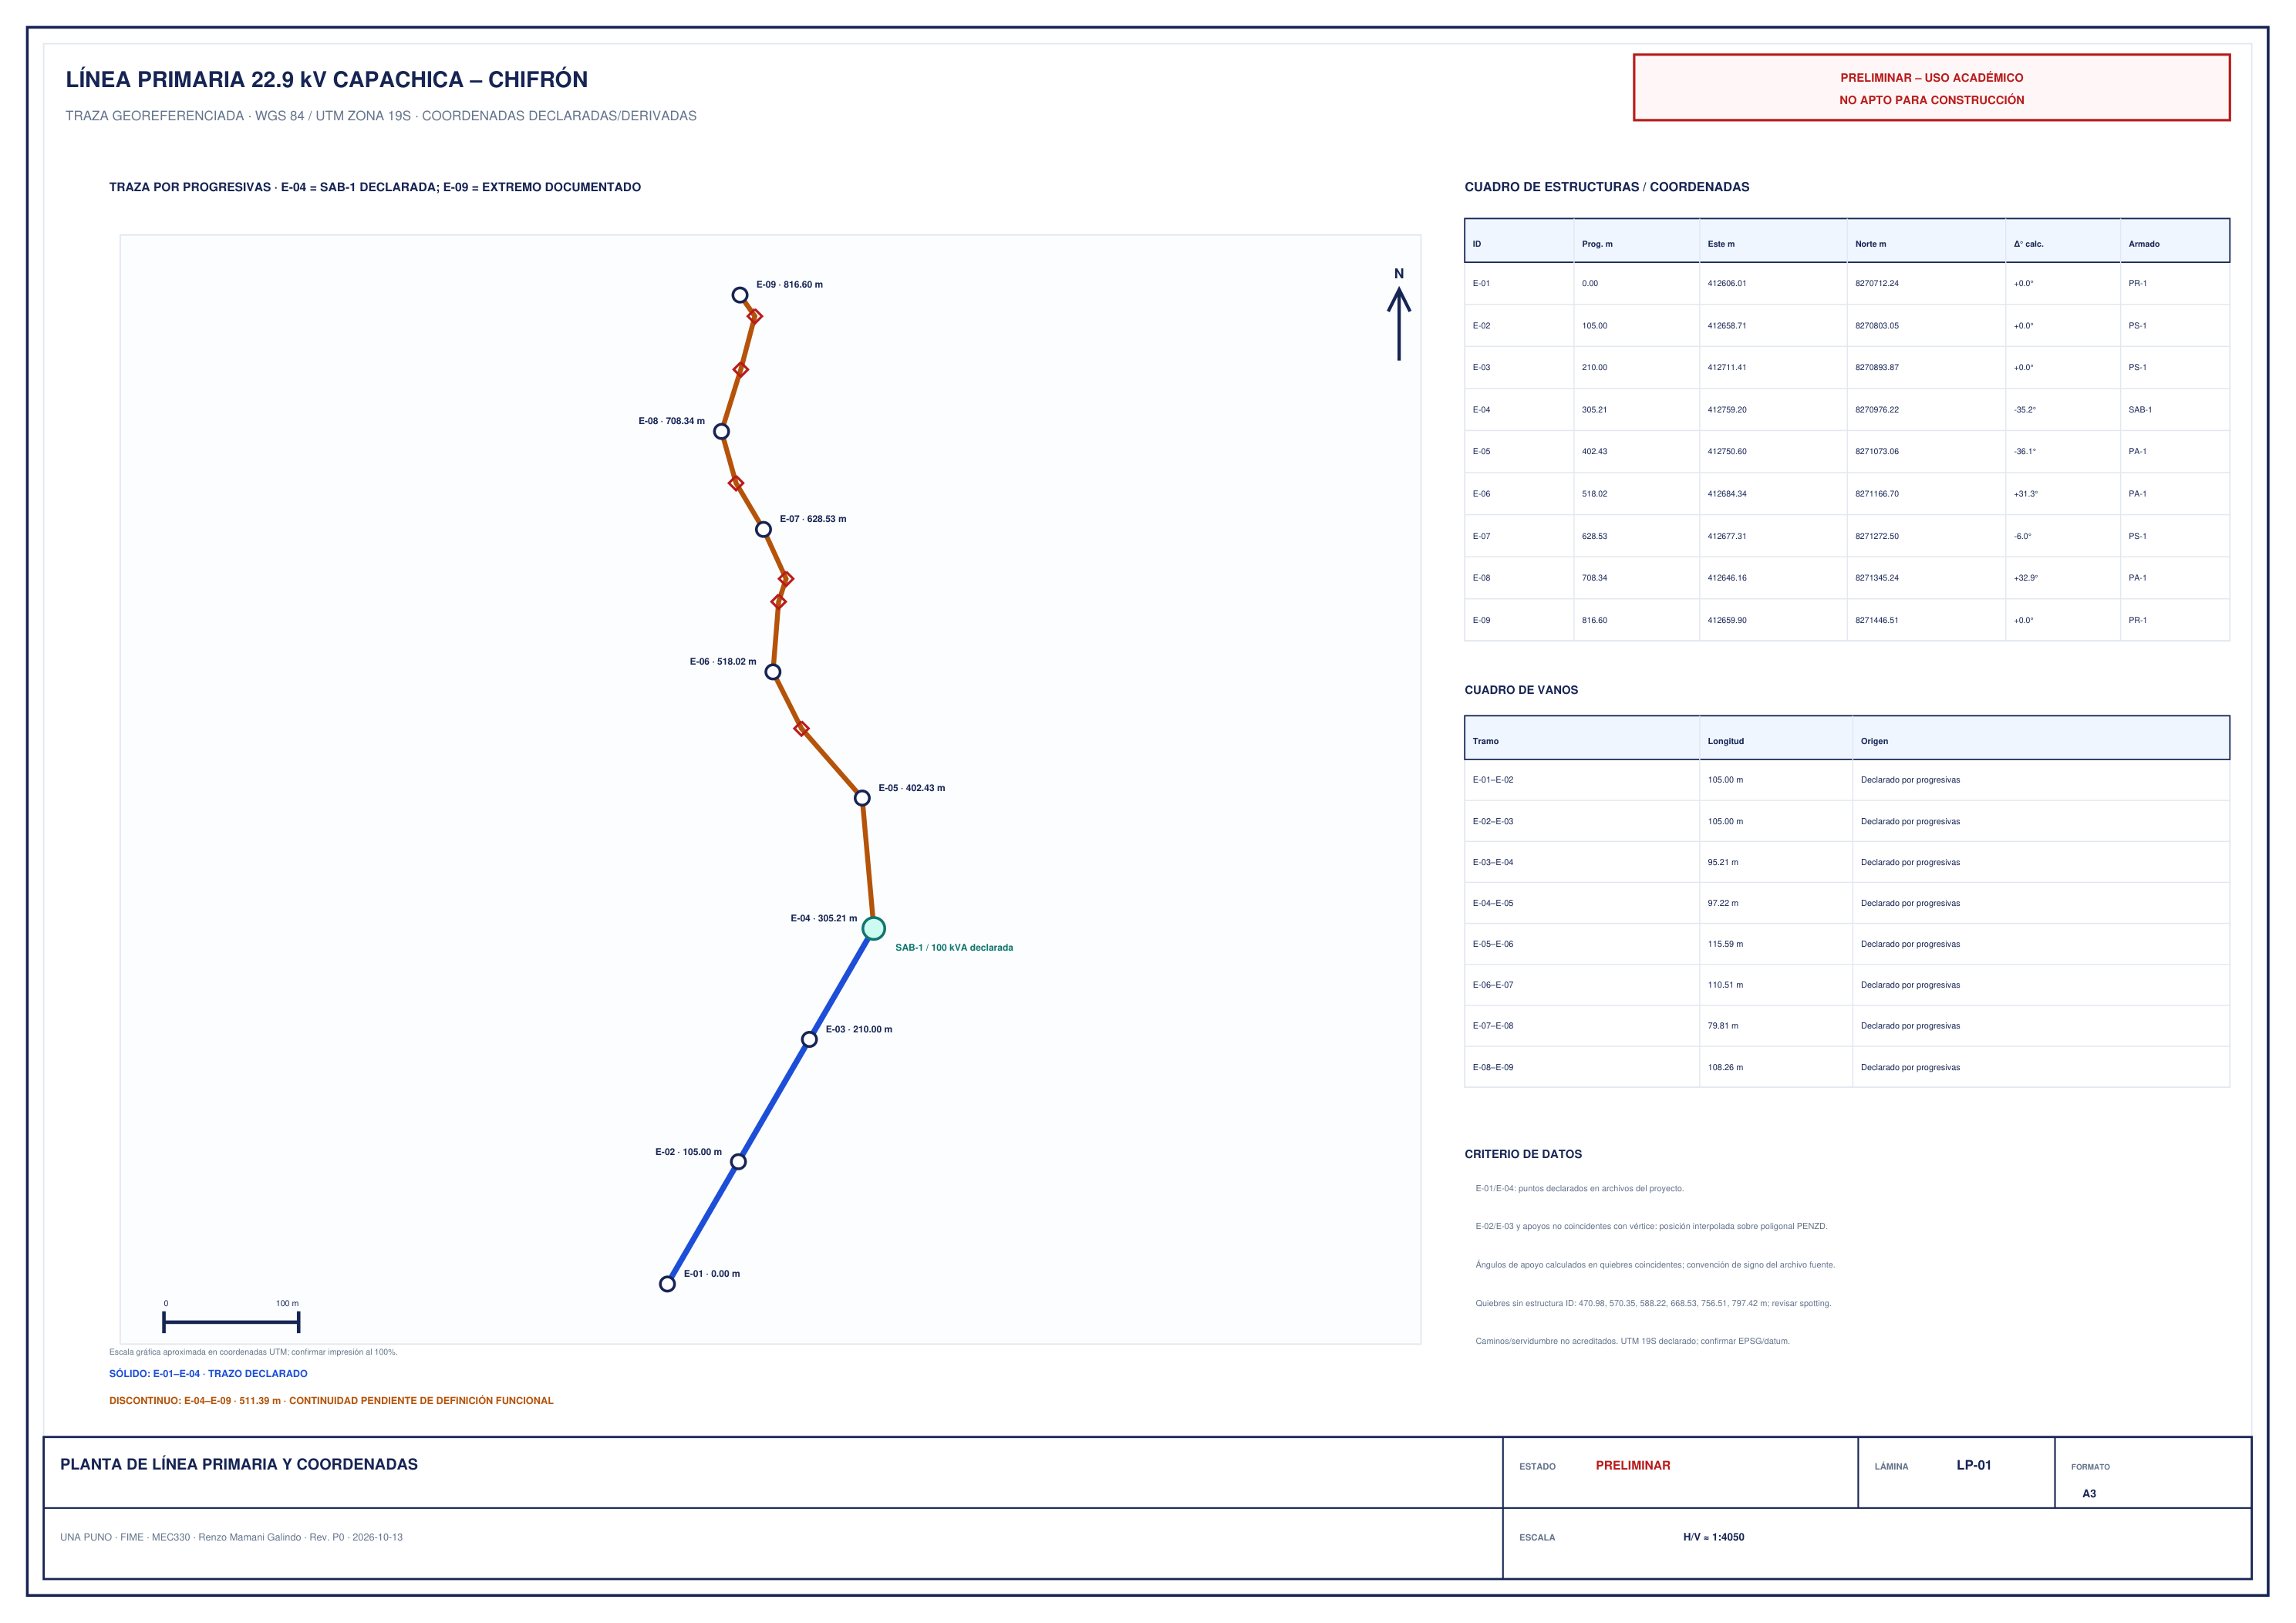 LÍNEA PRIMARIA 22.9 kV CAPACHICA – CHIFRÓN
TRAZA GEOREFERENCIADA · WGS 84 / UTM ZONA 19S · COORDENADAS DECLARADAS/DERIVADAS
PRELIMINAR – USO ACADÉMICO
NO APTO PARA CONSTRUCCIÓN
TRAZA POR PROGRESIVAS · E-04 = SAB-1 DECLARADA; E-09 = EXTREMO DOCUMENTADO
N
E-09 · 816.60 m
E-08 · 708.34 m
E-07 · 628.53 m
E-06 · 518.02 m
E-05 · 402.43 m
E-04 · 305.21 m
SAB-1 / 100 kVA declarada
E-03 · 210.00 m
E-02 · 105.00 m
E-01 · 0.00 m
0 100 m
Escala gráfica aproximada en coordenadas UTM; confirmar impresión al 100%.
SÓLIDO: E-01–E-04 · TRAZO DECLARADO
DISCONTINUO: E-04–E-09 · 511.39 m · CONTINUIDAD PENDIENTE DE DEFINICIÓN FUNCIONAL
CUADRO DE ESTRUCTURAS / COORDENADAS
ID Prog. m Este m Norte m Δ° calc. Armado
E-01 0.00 412606.01 8270712.24 +0.0° PR-1
E-02 105.00 412658.71 8270803.05 +0.0° PS-1
E-03 210.00 412711.41 8270893.87 +0.0° PS-1
E-04 305.21 412759.20 8270976.22 -35.2° SAB-1
E-05 402.43 412750.60 8271073.06 -36.1° PA-1
E-06 518.02 412684.34 8271166.70 +31.3° PA-1
E-07 628.53 412677.31 8271272.50 -6.0° PS-1
E-08 708.34 412646.16 8271345.24 +32.9° PA-1
E-09 816.60 412659.90 8271446.51 +0.0° PR-1
CUADRO DE VANOS
Tramo Longitud Origen
E-01–E-02 105.00 m Declarado por progresivas
E-02–E-03 105.00 m Declarado por progresivas
E-03–E-04 95.21 m Declarado por progresivas
E-04–E-05 97.22 m Declarado por progresivas
E-05–E-06 115.59 m Declarado por progresivas
E-06–E-07 110.51 m Declarado por progresivas
E-07–E-08 79.81 m Declarado por progresivas
E-08–E-09 108.26 m Declarado por progresivas
CRITERIO DE DATOS
E-01/E-04: puntos declarados en archivos del proyecto.
E-02/E-03 y apoyos no coincidentes con vértice: posición interpolada sobre poligonal PENZD.
Ángulos de apoyo calculados en quiebres coincidentes; convención de signo del archivo fuente.
Quiebres sin estructura ID: 470.98, 570.35, 588.22, 668.53, 756.51, 797.42 m; revisar spotting.
Caminos/servidumbre no acreditados. UTM 19S declarado; confirmar EPSG/datum.
PLANTA DE LÍNEA PRIMARIA Y COORDENADAS
ESTADO PRELIMINAR
LÁMINA LP-01
FORMATO
A3
UNA PUNO · FIME · MEC330 · Renzo Mamani Galindo · Rev. P0 · 2026-10-13
ESCALA H/V ≈ 1:4050